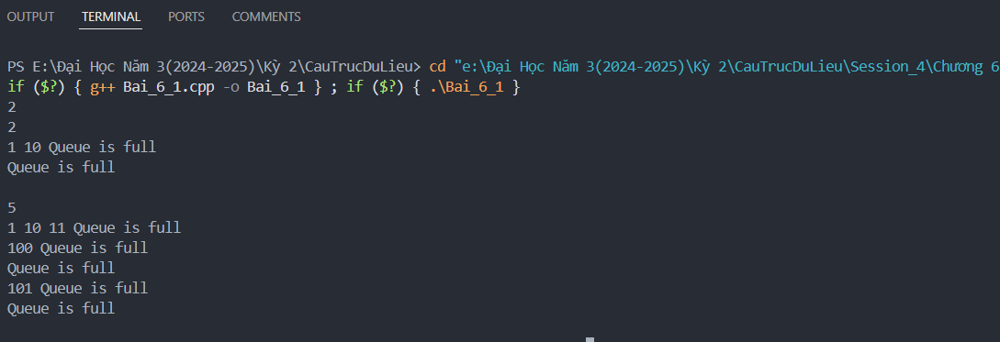 OUTPUT TERMINAL PORTS COMMENTS
PS E:\Đại Học Năm 3(2024-2025)\Kỳ 2\CauTrucDuLieu> cd "e:\Đại Học Năm 3(2024-2025)\Kỳ 2\CauTrucDuLieu\Session_4\Chương 6
if ($?) { g++ Bai_6_1.cpp -o Bai_6_1 } ; if ($?) { .\Bai_6_1 }
2
2
1 10 Queue is full
Queue is full
5
1 10 11 Queue is full
100 Queue is full
Queue is full
101 Queue is full
Queue is full